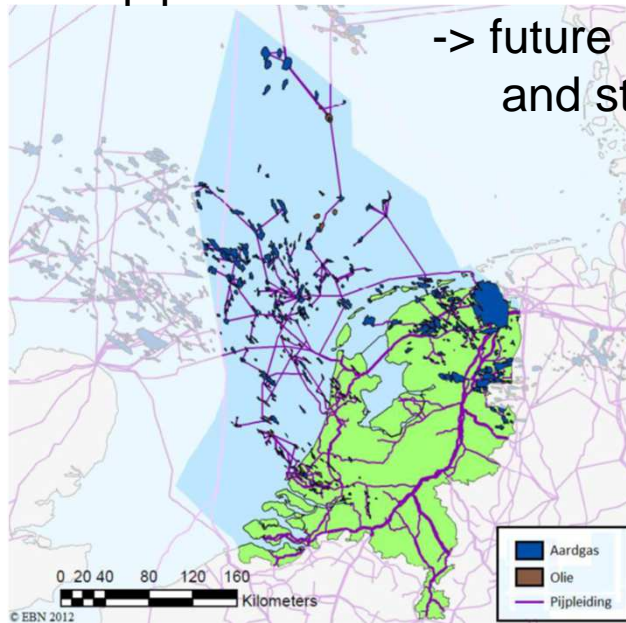 -> future
and st
Aardgas
Olie
Pijpleiding
0 20 40 80 120 160
Kilometers
© EBN 2012